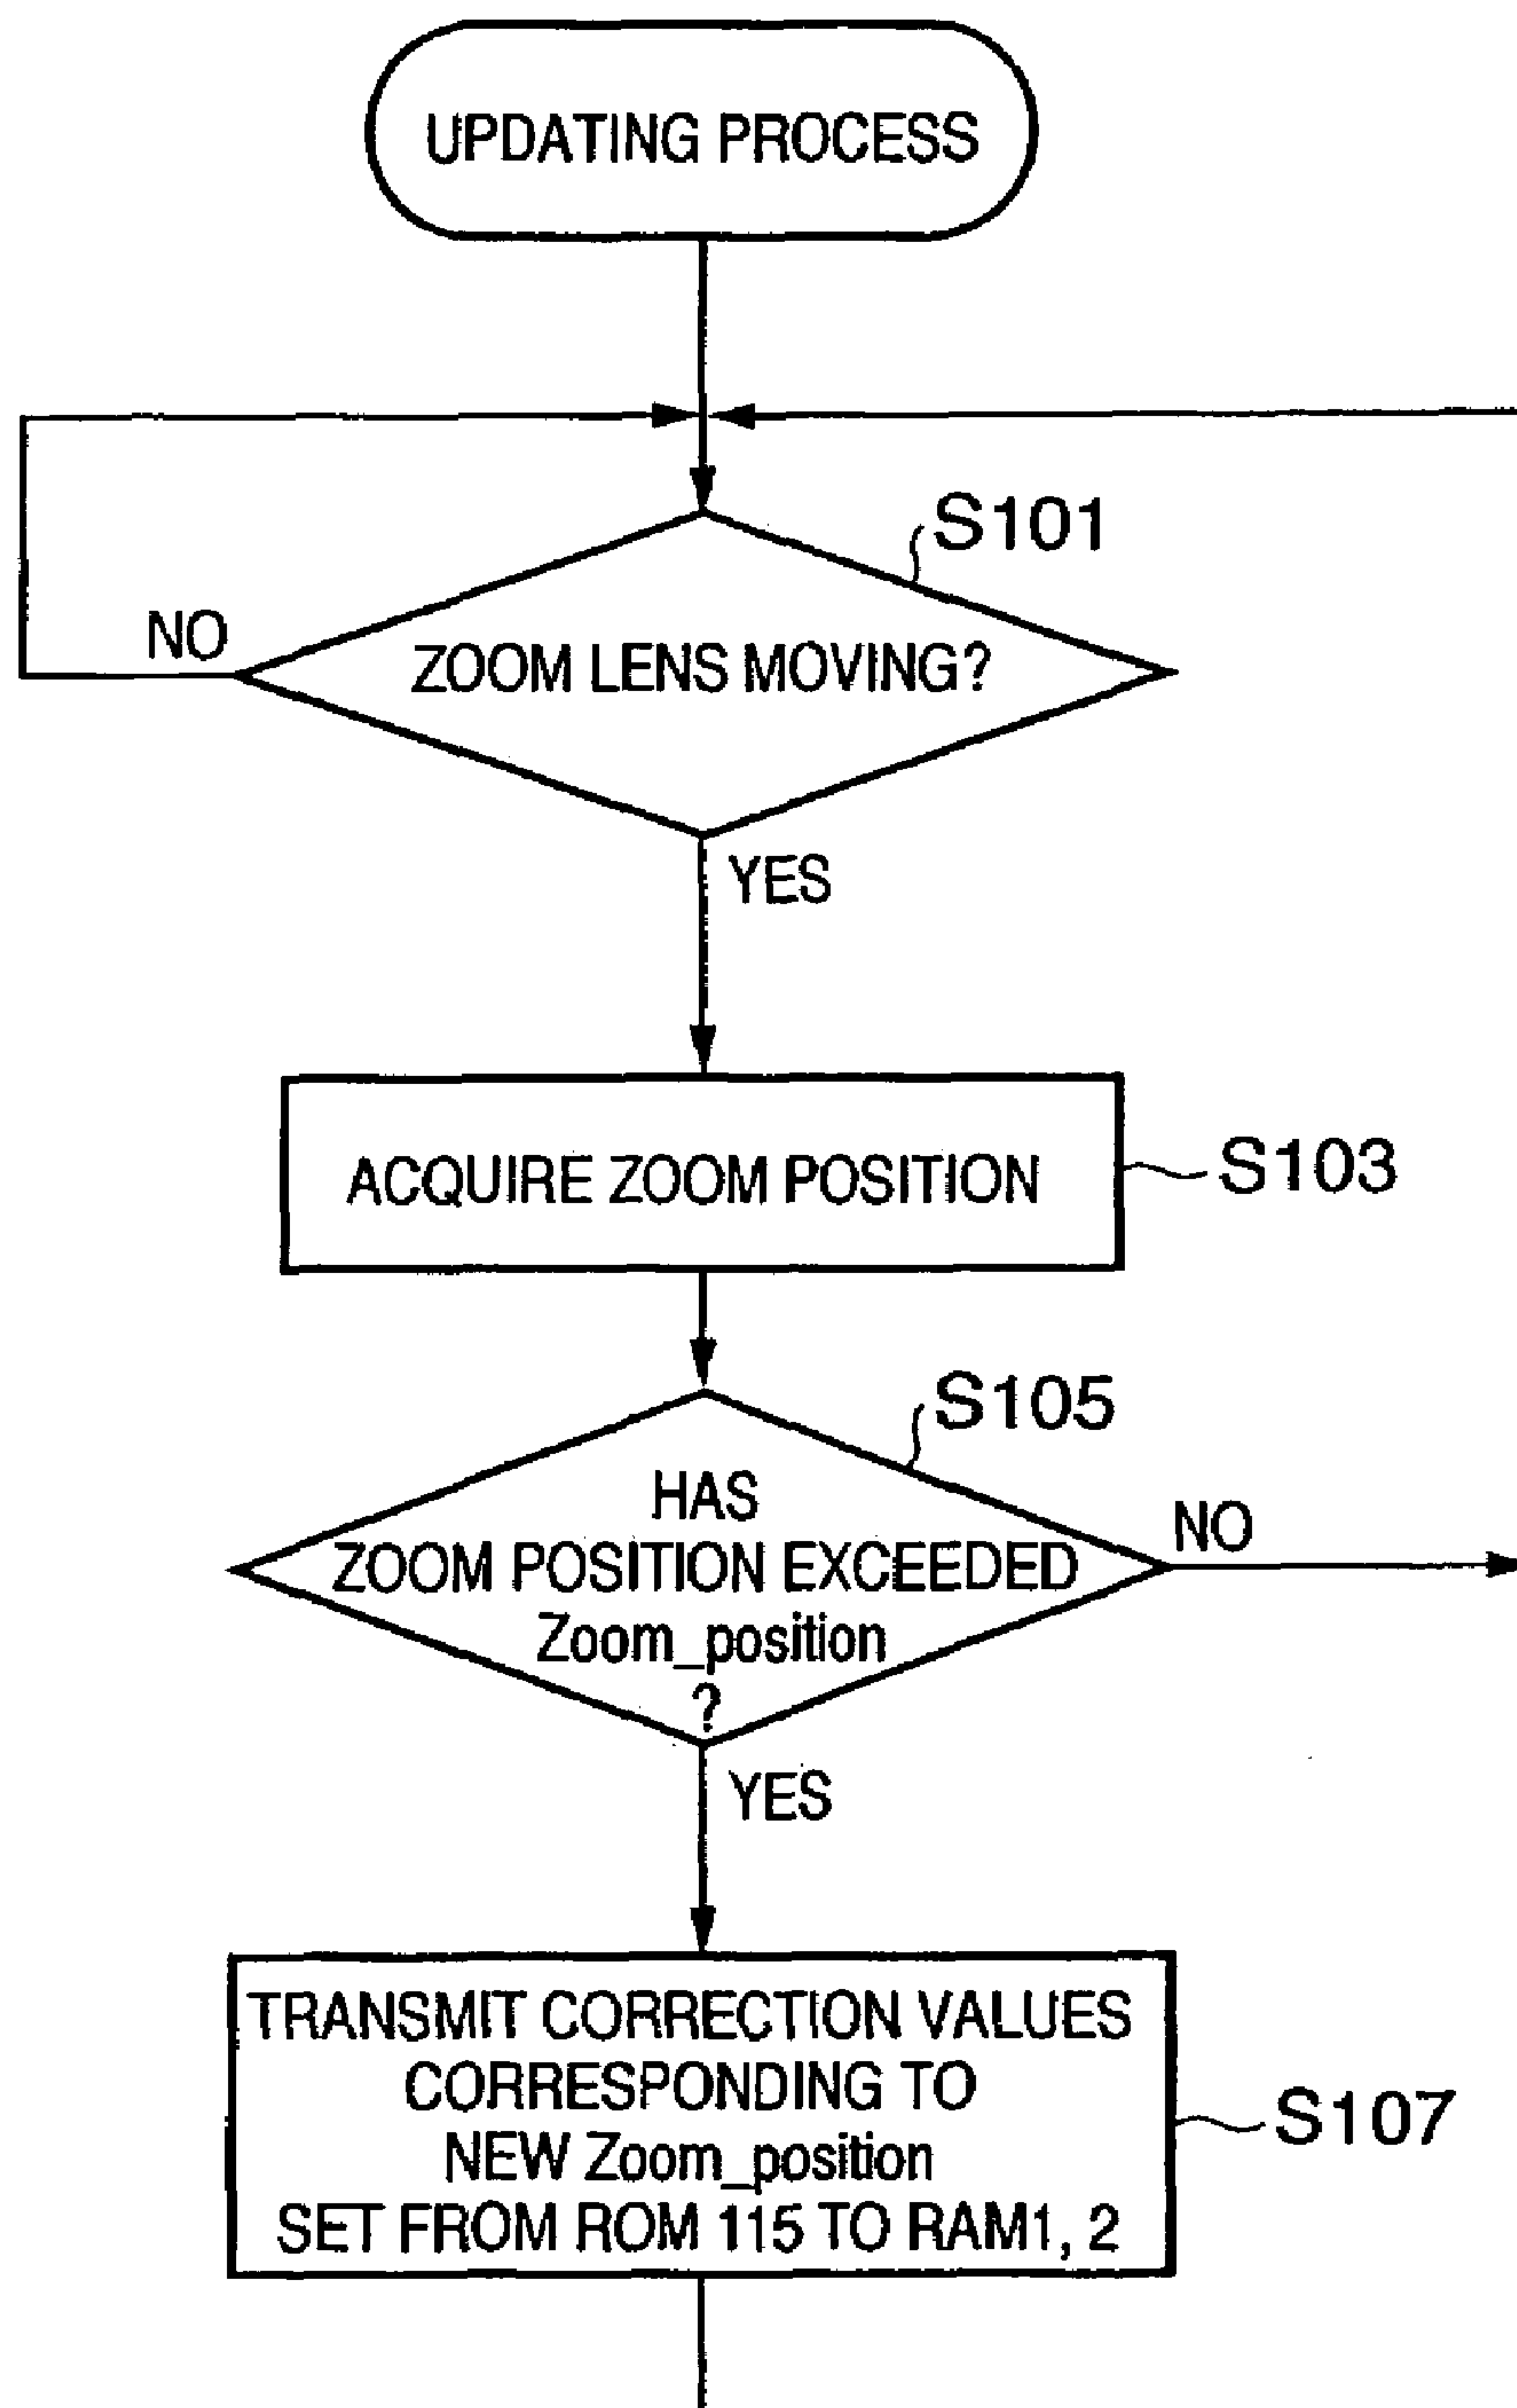 UPDATING PROCESS
S101
NO
ZOOM LENS MOVING?
YES
ACQUIRE ZOOM POSITION
S103
S105
HAS
ZOOM POSITION EXCEEDED
Zoom_position
?
NO
YES
TRANSMIT CORRECTION VALUES
CORRESPONDING TO
NEW Zoom_position
SET FROM ROM 115 TO RAM1, 2
S107